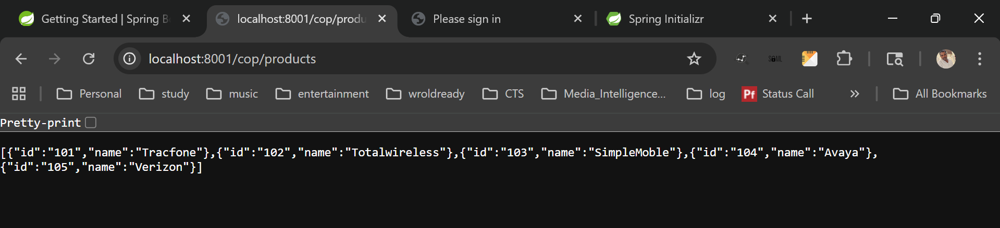 Getting Started | Spring B
localhost:8001/cop/produ
Please sign in
Spring Initializr
localhost:8001/cop/products
SAML
Personal
study
music
entertainment
wroldready
CTS
Media_Intelligence...
log
Pf Status Call
All Bookmarks
Pretty-print
[{"id":"101","name":"Tracfone"},{"id":"102","name":"Totalwireless"},{"id":"103","name":"SimpleMoble"},{"id":"104","name":"Avaya"},
{"id":"105","name":"Verizon"}]